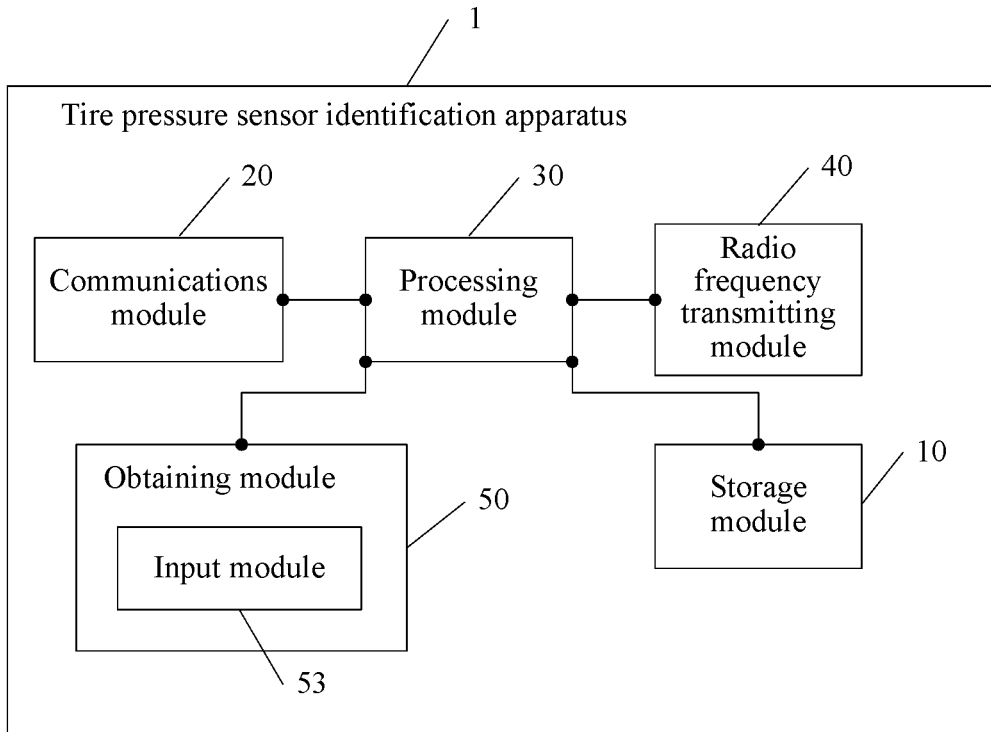 1
Tire pressure sensor identification apparatus
20
30
40
Communications
module
Processing
module
Radio
frequency
transmitting
module
Obtaining module
50
Input module
53
10
Storage
module